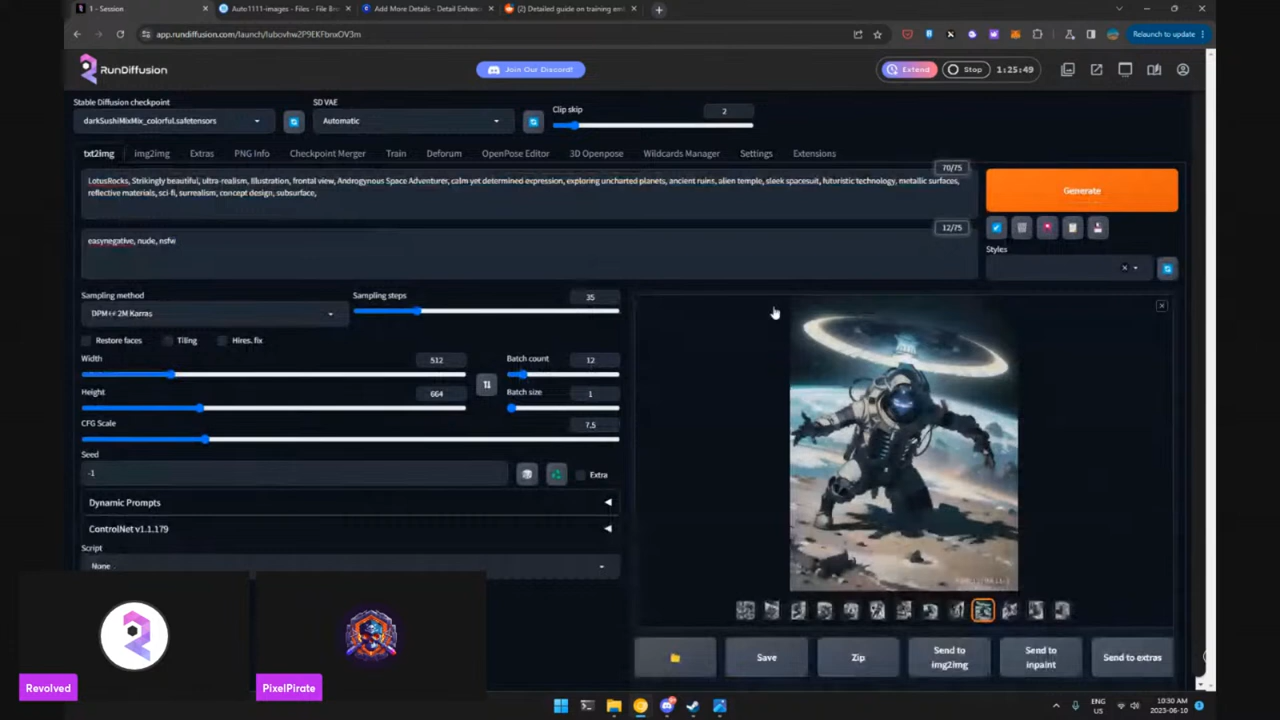 1 - Session
Auto1111-images - Files - File Bro
Add More Details - Detail Enhanc
(2) Detailed guide on training em
app.rundiffusion.com/launch/lubovhw2P9EKFbnxOV3m
Relaunch to update
RunDiffusion
Join Our Discord!
Extend
Stop
1:25:49
Stable Diffusion checkpoint
SD VAE
Clip skip
2
darkSushiMixMix_colorful.safetensors
Automatic
txt2img
img2img
Extras
PNG Info
Checkpoint Merger
Train
Deforum
OpenPose Editor
3D Openpose
Wildcards Manager
Settings
Extensions
70/75
LotusRocks, Strikingly beautiful, ultra-realism, Illustration, frontal view, Androgynous Space Adventurer, calm yet determined expression, exploring uncharted planets, ancient ruins, alien temple, sleek spacesuit, futuristic technology, metallic surfaces,
reflective materials, sci-fi, surrealism, concept design, subsurface,
Generate
12/75
easynegative, nude, nsfw
Styles
Sampling method
Sampling steps
35
DPM++ 2M Karras
Restore faces
Tiling
Hires. fix
Width
512
Batch count
12
Height
664
Batch size
1
CFG Scale
7.5
Seed
-1
Extra
Dynamic Prompts
ControlNet v1.1.179
Script
None
Save
Zip
Send to
img2img
Send to
inpaint
Send to extras
Revolved
PixelPirate
ENG
US
10:30 AM
2023-06-10